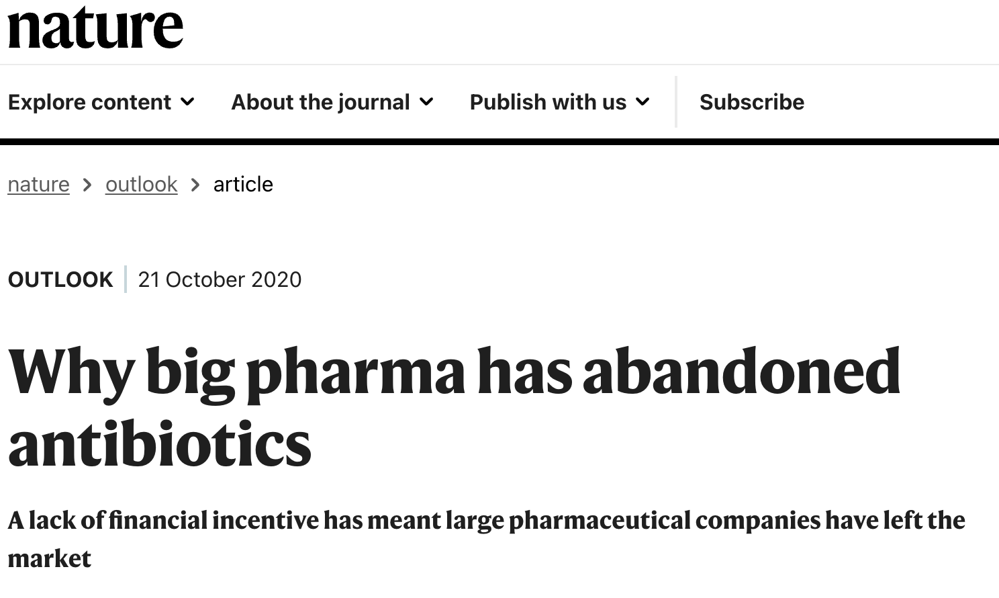 nature
Explore content About the journal Publish with us Subscribe
nature > outlook > article
OUTLOOK | 21 October 2020
Why big pharma has abandoned
antibiotics
A lack of financial incentive has meant large pharmaceutical companies have left the
market